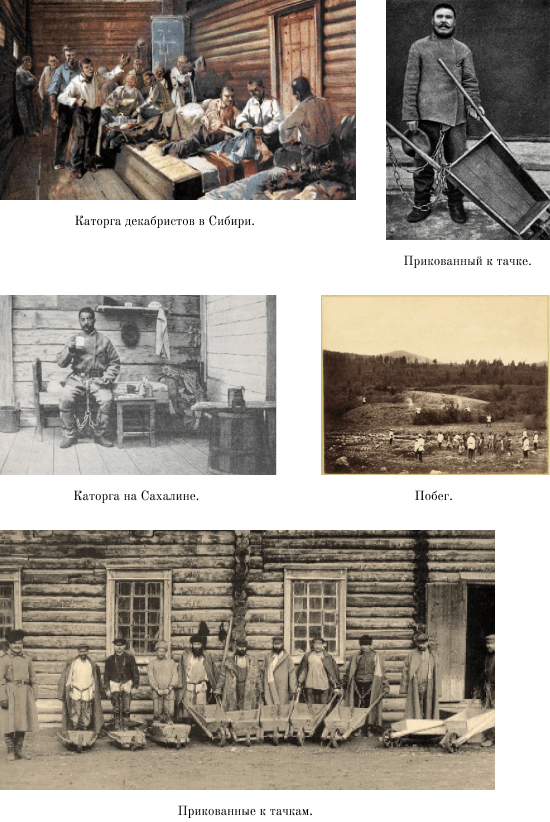 Каторга декабристов в Сибири.
Прикованный к тачке.
Каторга на Сахалине.
Побег.
Прикованные к тачкам.